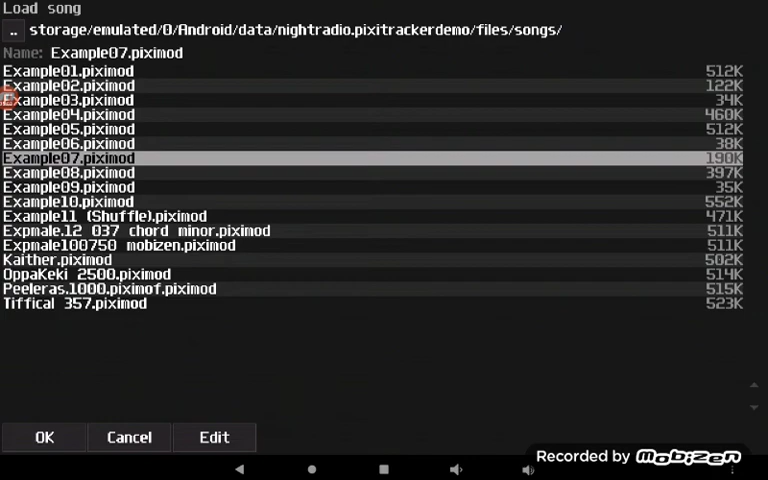 Load song
.. storage/emulated/0/Android/data/nightradio.pixitrackerdemo/files/songs/
Name: Example07.piximod
Example01.piximod 512K
Example02.piximod 122K
Example03.piximod 34K
Example04.piximod 460K
Example05.piximod 512K
Example06.piximod 38K
Example07.piximod 190K
Example08.piximod 397K
Example09.piximod 35K
Example10.piximod 552K
Example11 (Shuffle).piximod 471K
Expmale.12 037 chord minor.piximod 511K
Expmale100750 mobizen.piximod 511K
Kaither.piximod 502K
OppaKeki 2500.piximod 514K
Peeleras.1000.piximof.piximod 515K
Tiffical 357.piximod 523K
OK Cancel Edit
Recorded by mobizen